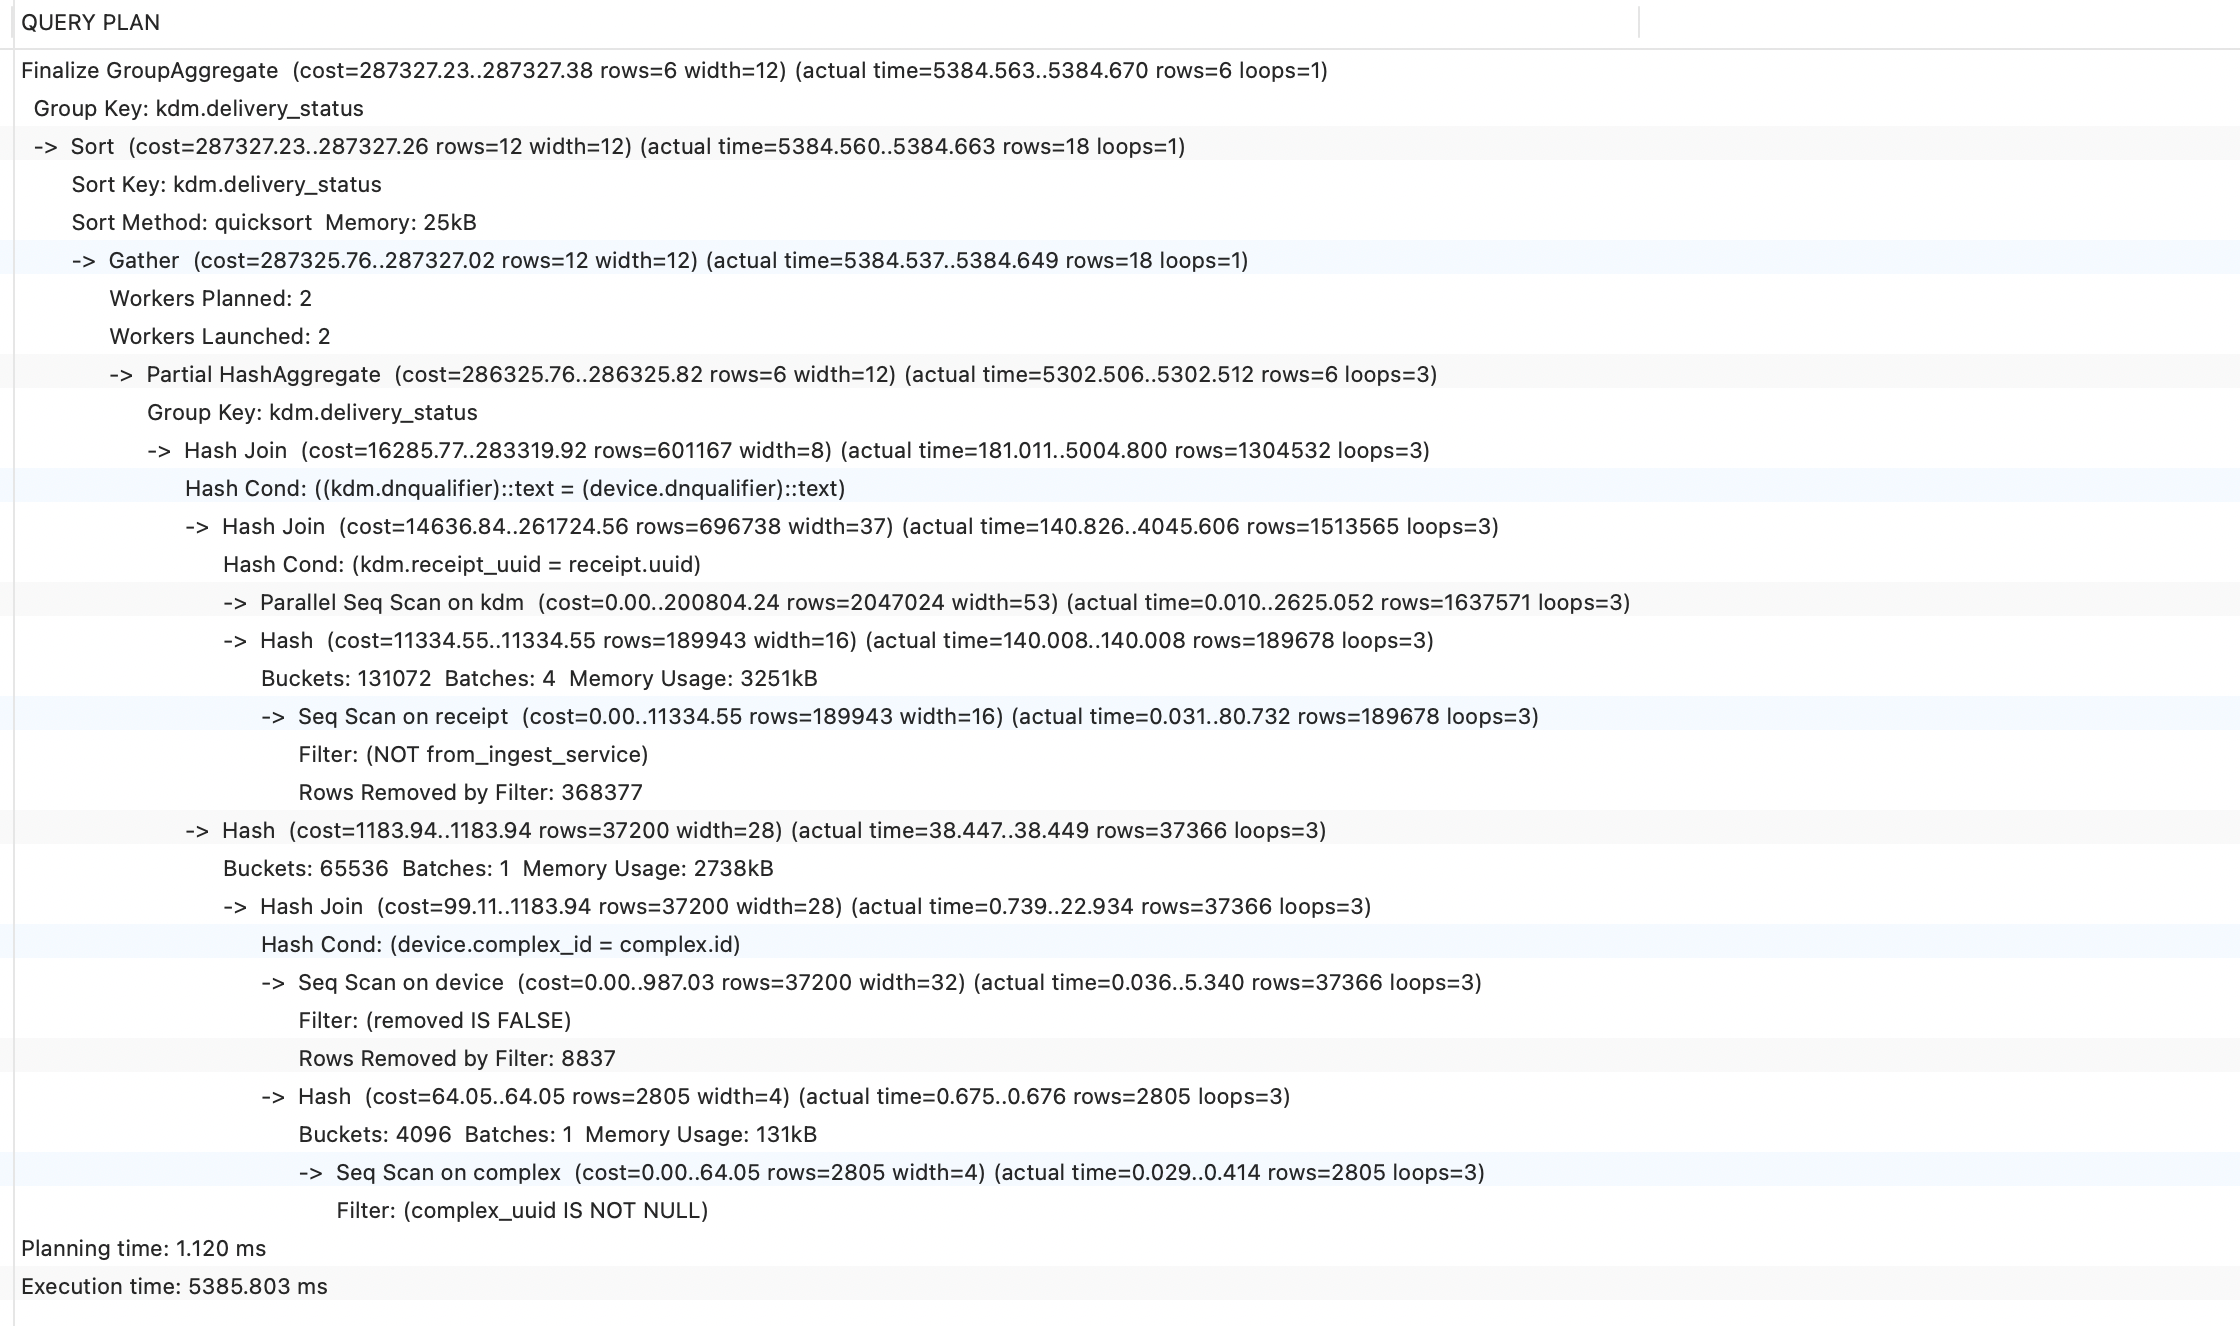 QUERY PLAN
Finalize GroupAggregate  (cost=287327.23..287327.38 rows=6 width=12) (actual time=5384.563..5384.670 rows=6 loops=1)
Group Key: kdm.delivery_status
->  Sort  (cost=287327.23..287327.26 rows=12 width=12) (actual time=5384.560..5384.663 rows=18 loops=1)
Sort Key: kdm.delivery_status
Sort Method: quicksort  Memory: 25kB
->  Gather  (cost=287325.76..287327.02 rows=12 width=12) (actual time=5384.537..5384.649 rows=18 loops=1)
Workers Planned: 2
Workers Launched: 2
->  Partial HashAggregate  (cost=286325.76..286325.82 rows=6 width=12) (actual time=5302.506..5302.512 rows=6 loops=3)
Group Key: kdm.delivery_status
->  Hash Join  (cost=16285.77..283319.92 rows=601167 width=8) (actual time=181.011..5004.800 rows=1304532 loops=3)
Hash Cond: ((kdm.dnqualifier)::text = (device.dnqualifier)::text)
->  Hash Join  (cost=14636.84..261724.56 rows=696738 width=37) (actual time=140.826..4045.606 rows=1513565 loops=3)
Hash Cond: (kdm.receipt_uuid = receipt.uuid)
->  Parallel Seq Scan on kdm  (cost=0.00..200804.24 rows=2047024 width=53) (actual time=0.010..2625.052 rows=1637571 loops=3)
->  Hash  (cost=11334.55..11334.55 rows=189943 width=16) (actual time=140.008..140.008 rows=189678 loops=3)
Buckets: 131072  Batches: 4  Memory Usage: 3251kB
->  Seq Scan on receipt  (cost=0.00..11334.55 rows=189943 width=16) (actual time=0.031..80.732 rows=189678 loops=3)
Filter: (NOT from_ingest_service)
Rows Removed by Filter: 368377
->  Hash  (cost=1183.94..1183.94 rows=37200 width=28) (actual time=38.447..38.449 rows=37366 loops=3)
Buckets: 65536  Batches: 1  Memory Usage: 2738kB
->  Hash Join  (cost=99.11..1183.94 rows=37200 width=28) (actual time=0.739..22.934 rows=37366 loops=3)
Hash Cond: (device.complex_id = complex.id)
->  Seq Scan on device  (cost=0.00..987.03 rows=37200 width=32) (actual time=0.036..5.340 rows=37366 loops=3)
Filter: (removed IS FALSE)
Rows Removed by Filter: 8837
->  Hash  (cost=64.05..64.05 rows=2805 width=4) (actual time=0.675..0.676 rows=2805 loops=3)
Buckets: 4096  Batches: 1  Memory Usage: 131kB
->  Seq Scan on complex  (cost=0.00..64.05 rows=2805 width=4) (actual time=0.029..0.414 rows=2805 loops=3)
Filter: (complex_uuid IS NOT NULL)
Planning time: 1.120 ms
Execution time: 5385.803 ms